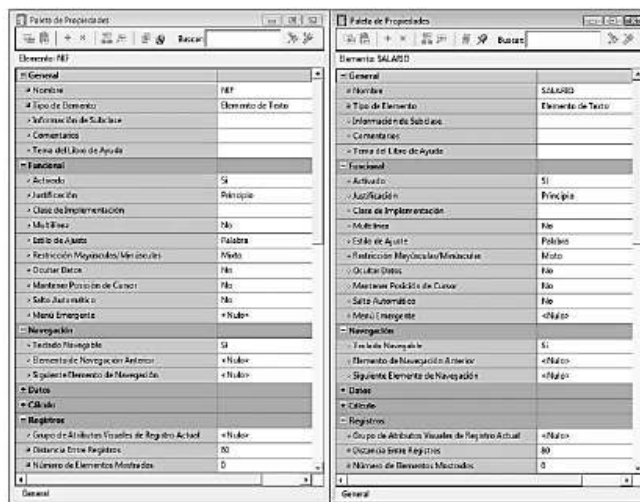 Paleta de Propiedades
Buscar:
Elemento: NIF
General
Nombre NIF
Tipo de Elemento Elemento de Texto
Información de Subclase
Comentarios
Tema del Libro de Ayuda
Funcional
Activado Sí
Justificación Principio
Clase de Implementación
Multilínea No
Estilo de Ajuste Palabra
Restricción Mayúsculas/Minúsculas Mixto
Ocultar Datos No
Mantener Posición de Cursor No
Salto Automático No
Menú Emergente <Nulo>
Navegación
Teclado Navegable Sí
Elemento de Navegación Anterior <Nulo>
Siguiente Elemento de Navegación <Nulo>
Datos
Cálculo
Registros
Grupo de Atributos Visuales de Registro Actual <Nulo>
Distancia Entre Registros 80
Número de Elementos Mostrados 0
General
Paleta de Propiedades
Buscar:
Elemento: SALARIO
General
Nombre SALARIO
Tipo de Elemento Elemento de Texto
Información de Subclase
Comentarios
Tema del Libro de Ayuda
Funcional
Activado Sí
Justificación Principio
Clase de Implementación
Multilínea No
Estilo de Ajuste Palabra
Restricción Mayúsculas/Minúsculas Mixto
Ocultar Datos No
Mantener Posición de Cursor No
Salto Automático No
Menú Emergente <Nulo>
Navegación
Teclado Navegable Sí
Elemento de Navegación Anterior <Nulo>
Siguiente Elemento de Navegación <Nulo>
Datos
Cálculo
Registros
Grupo de Atributos Visuales de Registro Actual <Nulo>
Distancia Entre Registros 80
Número de Elementos Mostrados 0
General